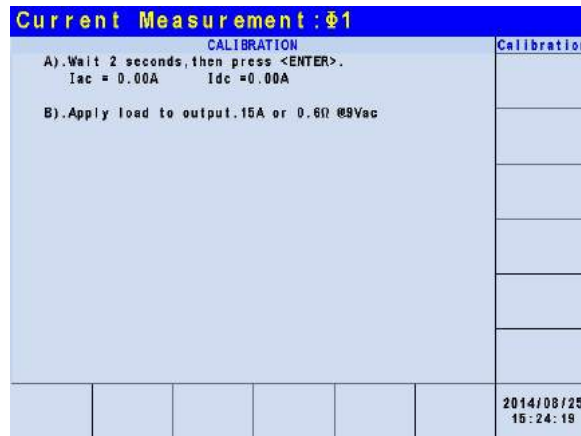 Current Measurement:Φ1
CALIBRATION
Calibration
A).Wait 2 seconds,then press <ENTER>.
Iac = 0.00A Idc =0.00A
B).Apply load to output.15A or 0.6Ω @9Vac
2014/08/25
15:24:19